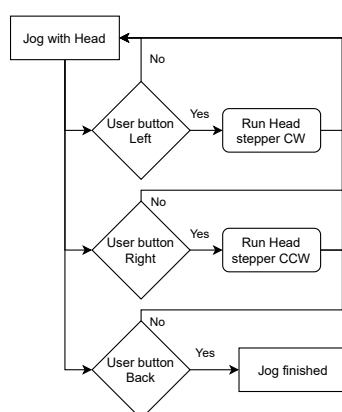 Jog with Head
No
User button
Left
Yes
Run Head
stepper CW
No
User button
Right
Yes
Run Head
stepper CCW
No
User button
Back
Yes
Jog finished